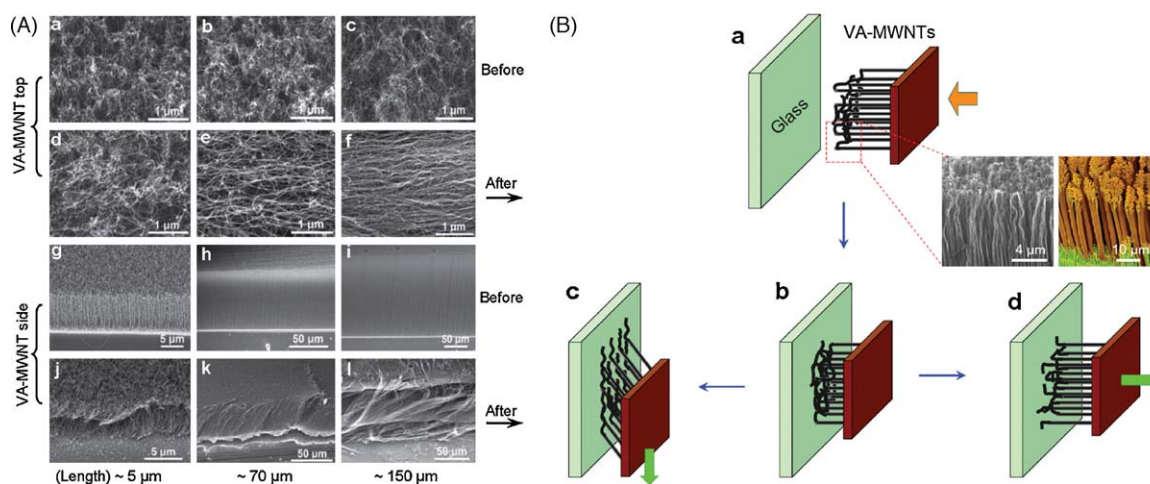 (A)
a b c
Before
VA-MWNT top
1 μm 1 μm 1 μm
d e f
After
1 μm 1 μm 1 μm
g h i
Before
VA-MWNT side
5 μm 50 μm 50 μm
j k l
After
5 μm 50 μm 50 μm
(Length) ~ 5 μm ~ 70 μm ~ 150 μm
(B)
a
VA-MWNTs
Glass
4 μm 10 μm
c b d